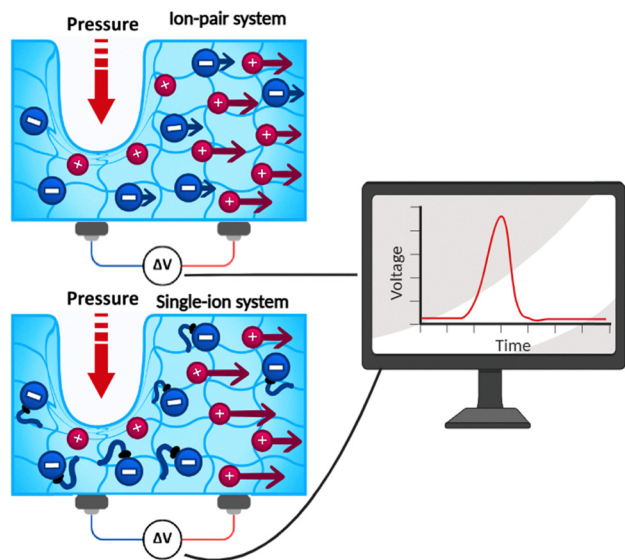 Ion-pair system
Pressure
ΔV
Single-ion system
Pressure
ΔV
Voltage
Time